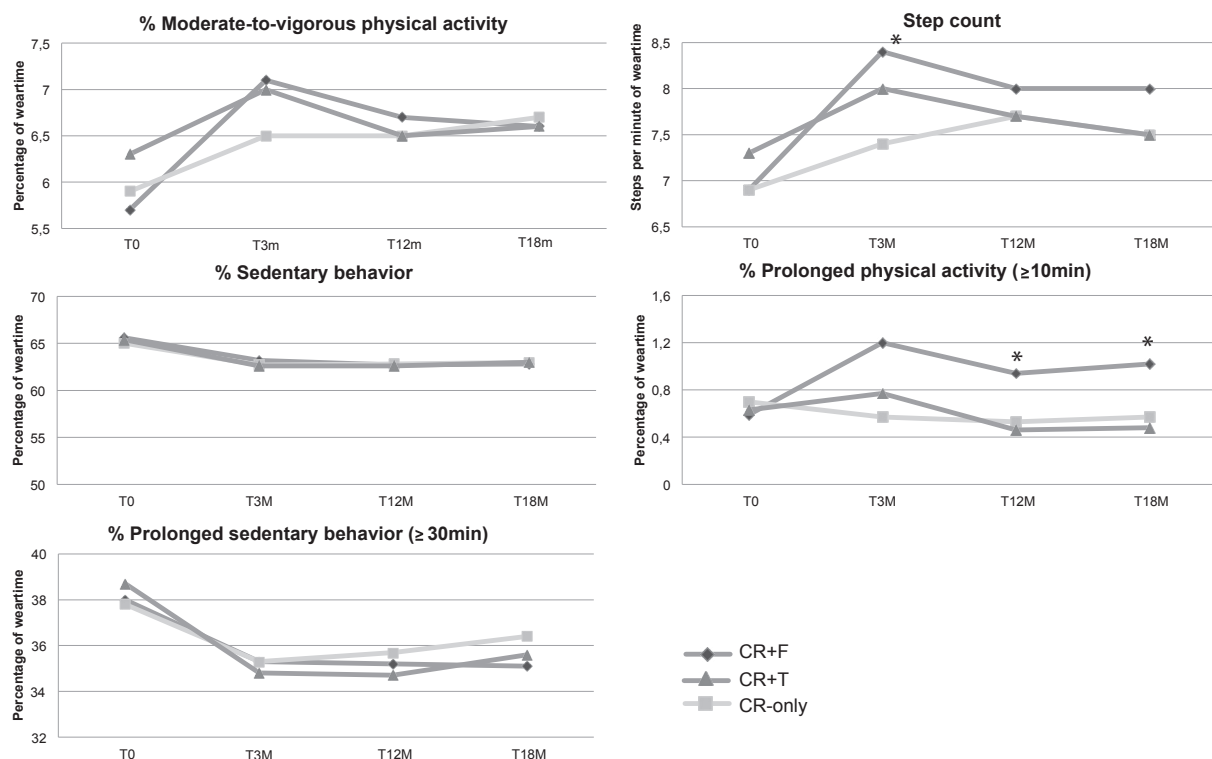 % Moderate-to-vigorous physical activity
Percentage of weartime
7,5
7
6,5
6
5,5
T0
T3m
T12m
T18m
Step count
Steps per minute of weartime
8,5
8
7,5
7
6,5
*
T0
T3M
T12M
T18M
% Sedentary behavior
Percentage of weartime
70
65
60
55
50
T0
T3M
T12M
T18M
% Prolonged physical activity (≥10min)
Percentage of weartime
1,6
1,2
0,8
0,4
0
*
*
T0
T3M
T12M
T18M
% Prolonged sedentary behavior (≥ 30min)
Percentage of weartime
40
38
36
34
32
T0
T3M
T12M
T18M
CR+F
CR+T
CR-only